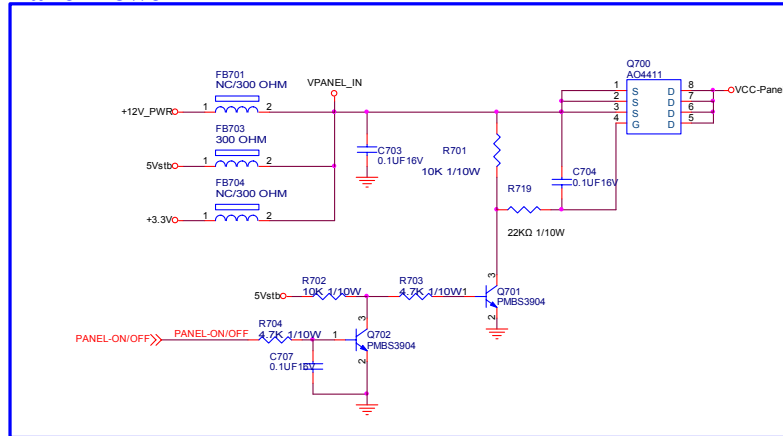 FB701
NC/300 OHM
+12V_PWR
1
2
VPANEL_IN
FB703
300 OHM
5Vstb
1
2
FB704
NC/300 OHM
+3.3V
1
2
C703
0.1UF16V
R701
10K 1/10W
R719
22KΩ 1/10W
C704
0.1UF16V
Q700
AO4411
1 S D 8
2 S D 7
3 S D 6
4 G D 5
VCC-Pane
5Vstb
R702
10K 1/10W
R703
4.7K 1/10W
1
3
2
Q701
PMBS3904
PANEL-ON/OFF
PANEL-ON/OFF
R704
4.7K 1/10W
1
3
2
Q702
PMBS3904
C707
0.1UF16V